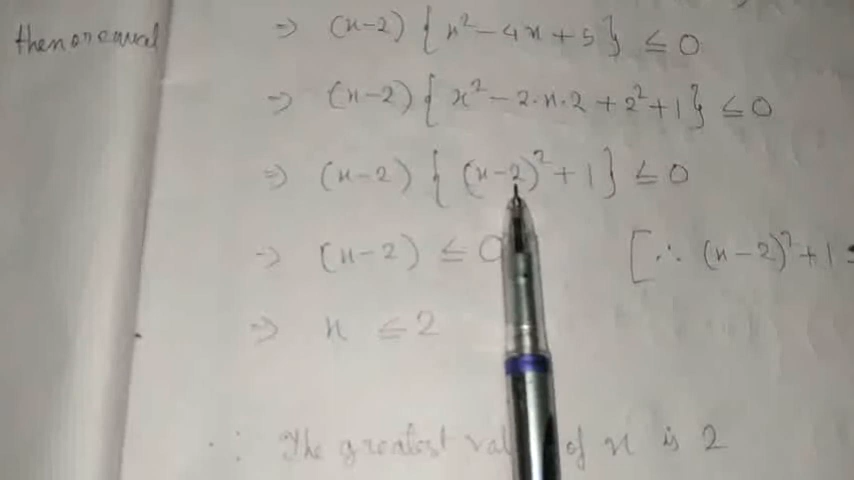 then or equal
⇒ (x-2) { x² - 4x + 5 } ≤ 0
⇒ (x-2) { x² - 2·x·2 + 2² + 1 } ≤ 0
⇒ (x-2) { (x-2)² + 1 } ≤ 0
⇒ (x-2) ≤ 0 [∴ (x-2)² + 1
⇒ x ≤ 2
∴ The greatest of x is 2